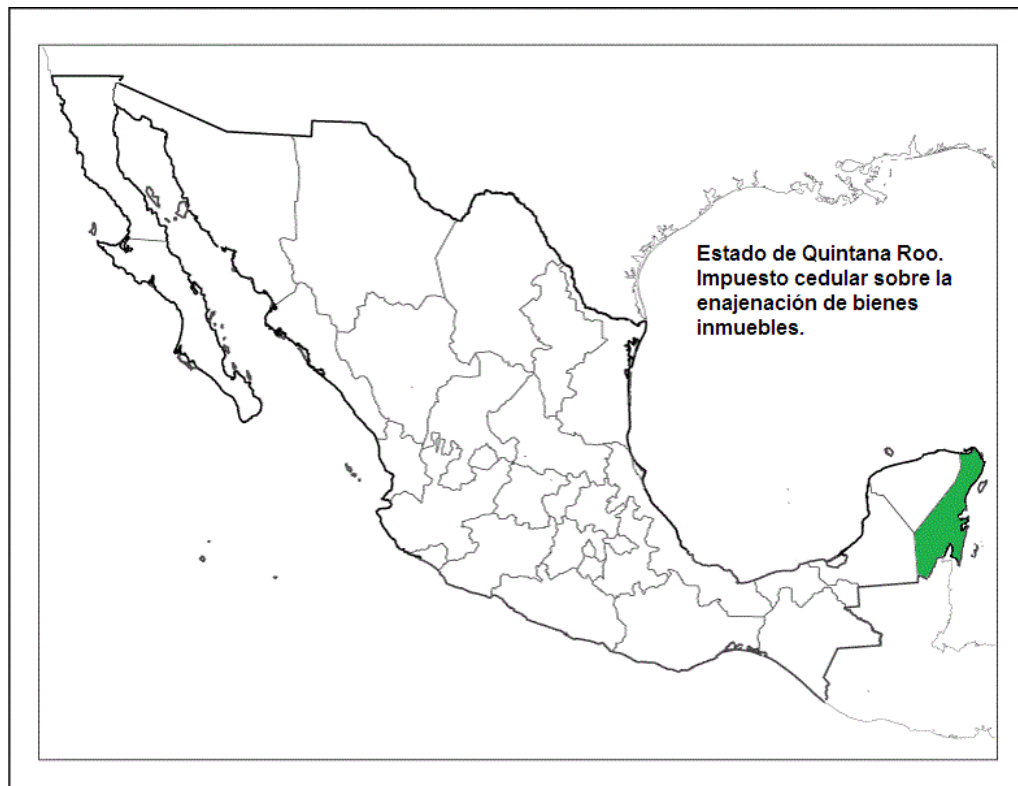 Estado de Quintana Roo.
Impuesto cedular sobre la
enajenación de bienes
inmuebles.